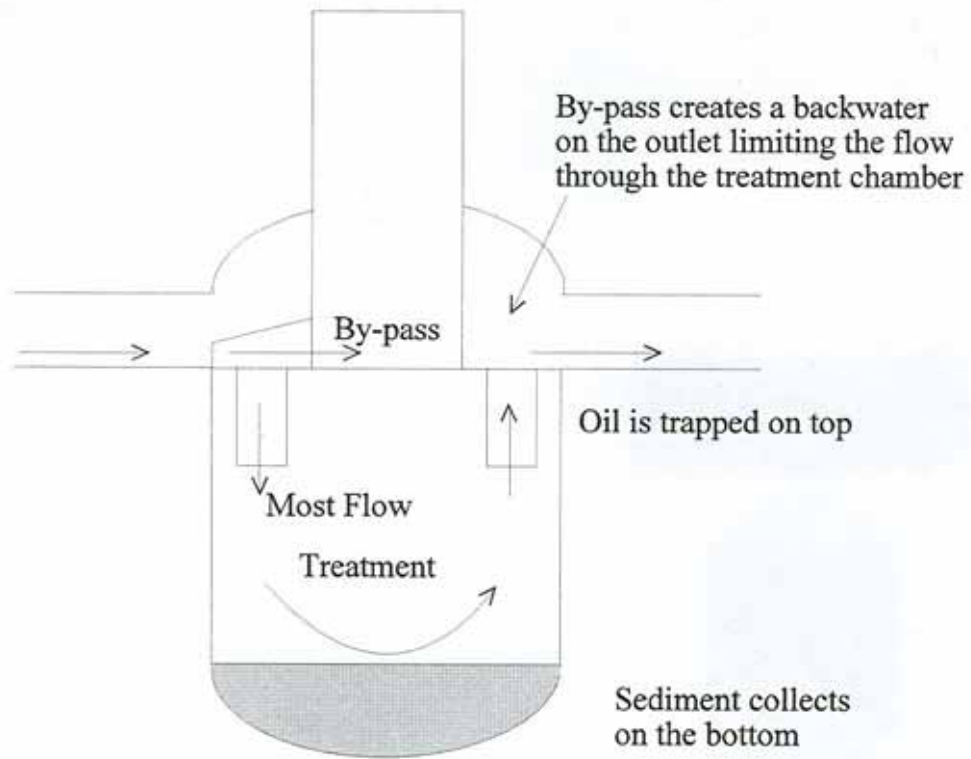 By-pass creates a backwater
on the outlet limiting the flow
through the treatment chamber
By-pass
Oil is trapped on top
Most Flow
Treatment
Sediment collects
on the bottom